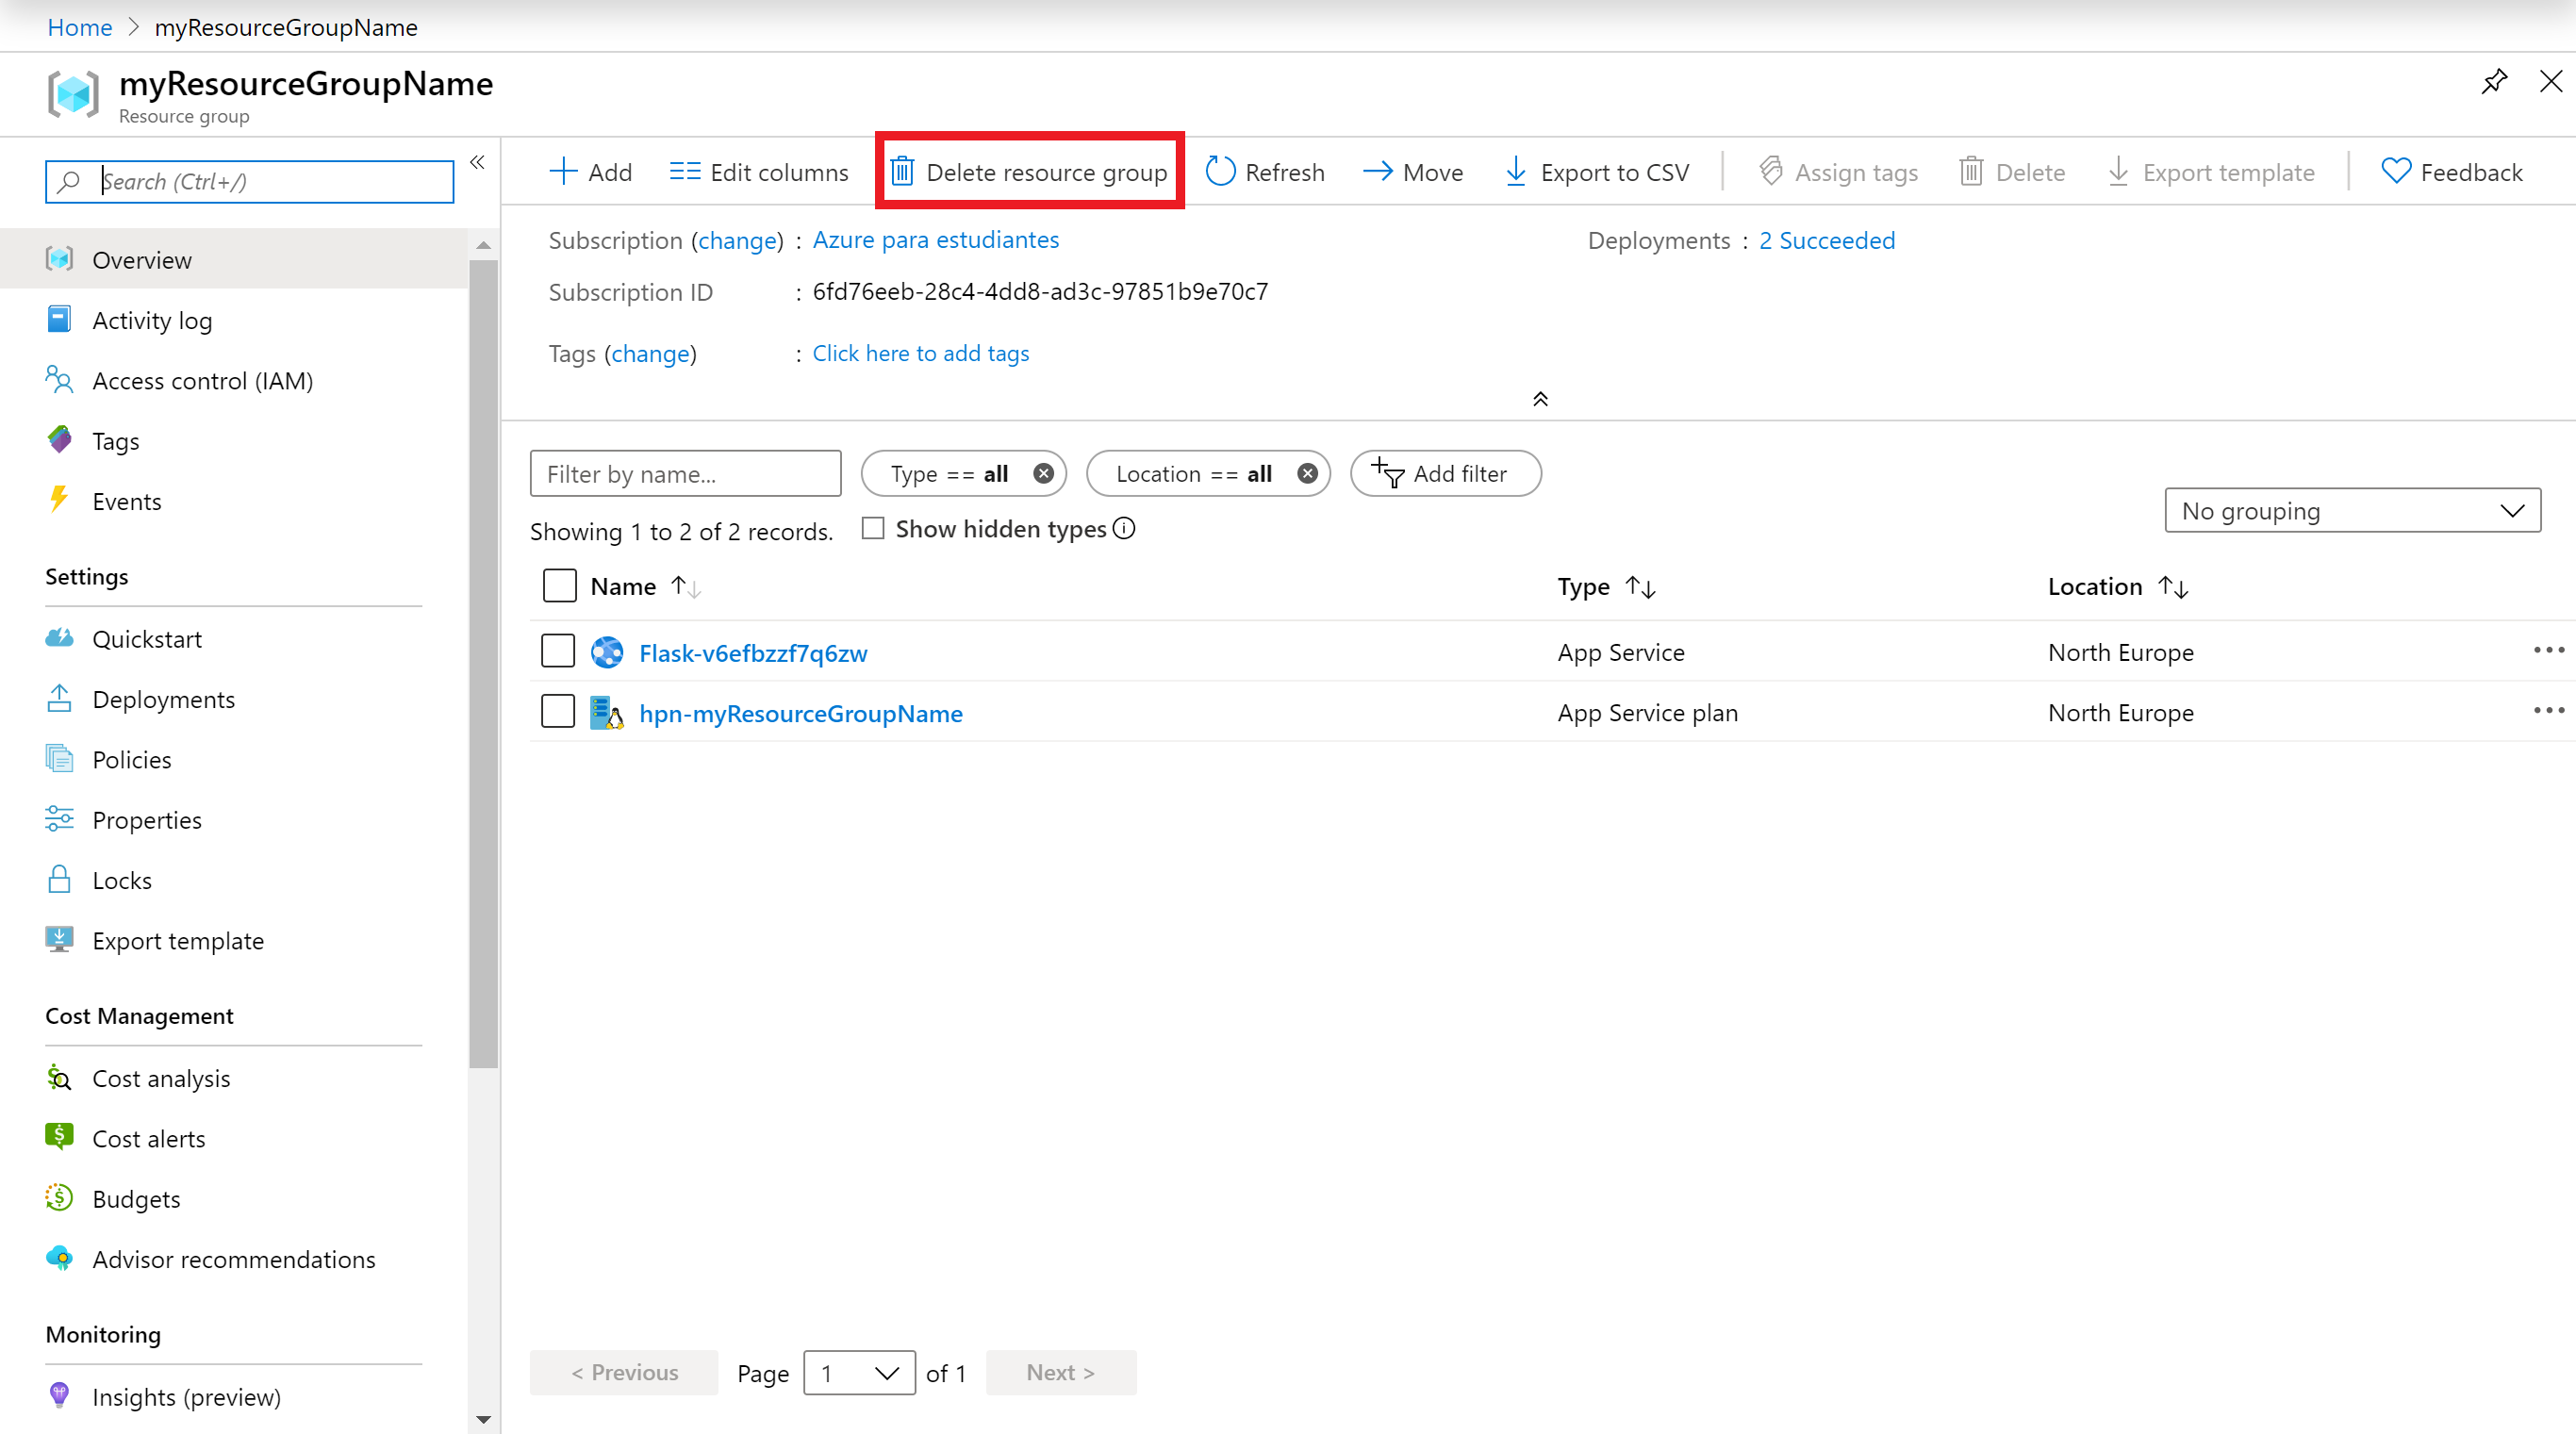 Home > myResourceGroupName
myResourceGroupName
Resource group
Search (Ctrl+/)
Overview
Activity log
Access control (IAM)
Tags
Events
Settings
Quickstart
Deployments
Policies
Properties
Locks
Export template
Cost Management
Cost analysis
Cost alerts
Budgets
Advisor recommendations
Monitoring
Insights (preview)
Add Edit columns Delete resource group Refresh Move Export to CSV Assign tags Delete Export template Feedback
Subscription (change) : Azure para estudiantes Deployments : 2 Succeeded
Subscription ID : 6fd76eeb-28c4-4dd8-ad3c-97851b9e70c7
Tags (change) : Click here to add tags
Filter by name... Type == all Location == all Add filter
No grouping
Showing 1 to 2 of 2 records. Show hidden types
Name Type Location
Flask-v6efbzzf7q6zw App Service North Europe
hpn-myResourceGroupName App Service plan North Europe
< Previous Page 1 of 1 Next >